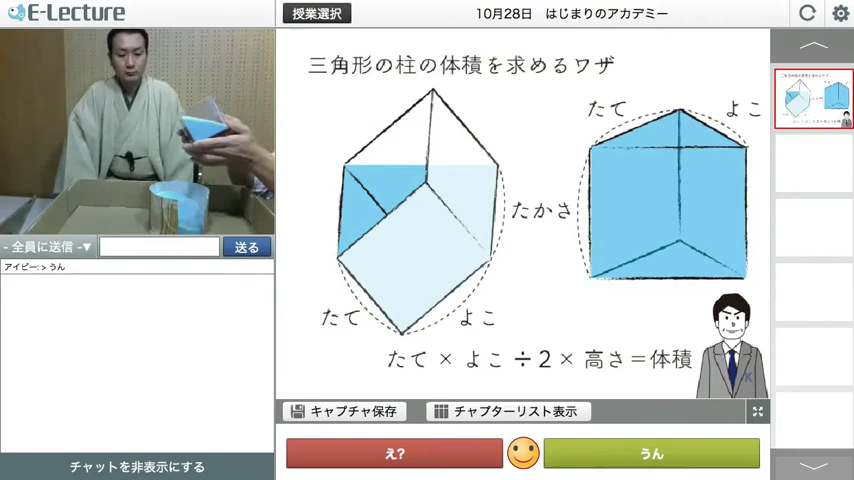 E-Lecture
授業選択
10月28日 はじまりのアカデミー
三角形の柱の体積を求めるワザ
たて
よこ
たかさ
たて
よこ
たて × よこ ÷ 2 × 高さ = 体積
K
- 全員に送信 -▼
送る
アイビー: > うん
チャットを非表示にする
キャプチャ保存
チャプターリスト表示
え?
うん